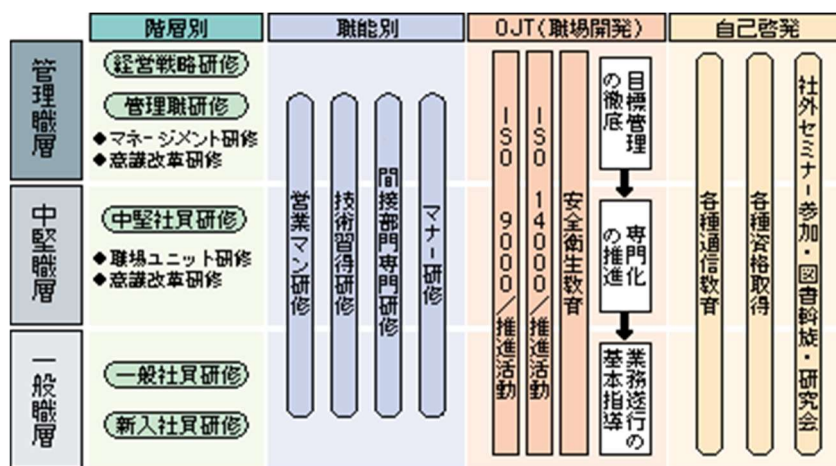 階層別
職能別
OJT(職場開発)
自己啓発
管理職層
経営戦略研修
管理職研修
◆マネージメント研修
◆意識改革研修
中堅職層
中堅社員研修
◆職場ユニット研修
◆意識改革研修
一般職層
一般社員研修
新入社員研修
営業マン研修
技術習得研修
間接部門専門研修
マナー研修
ISO 9000/推進活動
ISO 14000/推進活動
安全衛生教育
目標管理
の徹底
専門化
の推進
業務遂行の
基本指導
各種通信教育
各種資格取得
社外セミナー参加・図書斡旋・研究会